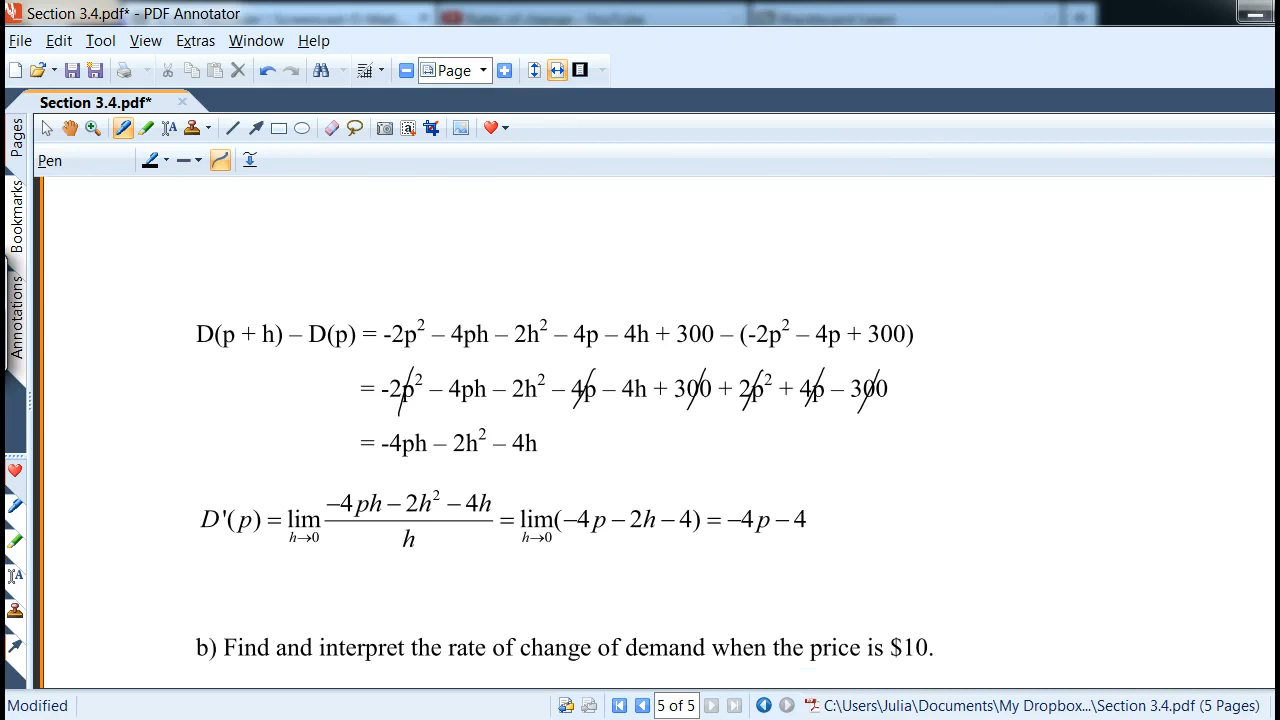 Section 3.4.pdf* - PDF Annotator
File Edit Tool View Extras Window Help
Page
Section 3.4.pdf*
Pen
Pages
Bookmarks
Annotations
D(p + h) – D(p) = -2p² – 4ph – 2h² – 4p – 4h + 300 – (-2p² – 4p + 300)
= -2p² – 4ph – 2h² – 4p – 4h + 300 + 2p² + 4p – 300
= -4ph – 2h² – 4h
D'(p) = lim h→0 (−4ph − 2h² − 4h)/h = lim h→0 (−4p − 2h − 4) = −4p − 4
b) Find and interpret the rate of change of demand when the price is $10.
Modified
5 of 5
C:\Users\Julia\Documents\My Dropbox...\Section 3.4.pdf (5 Pages)